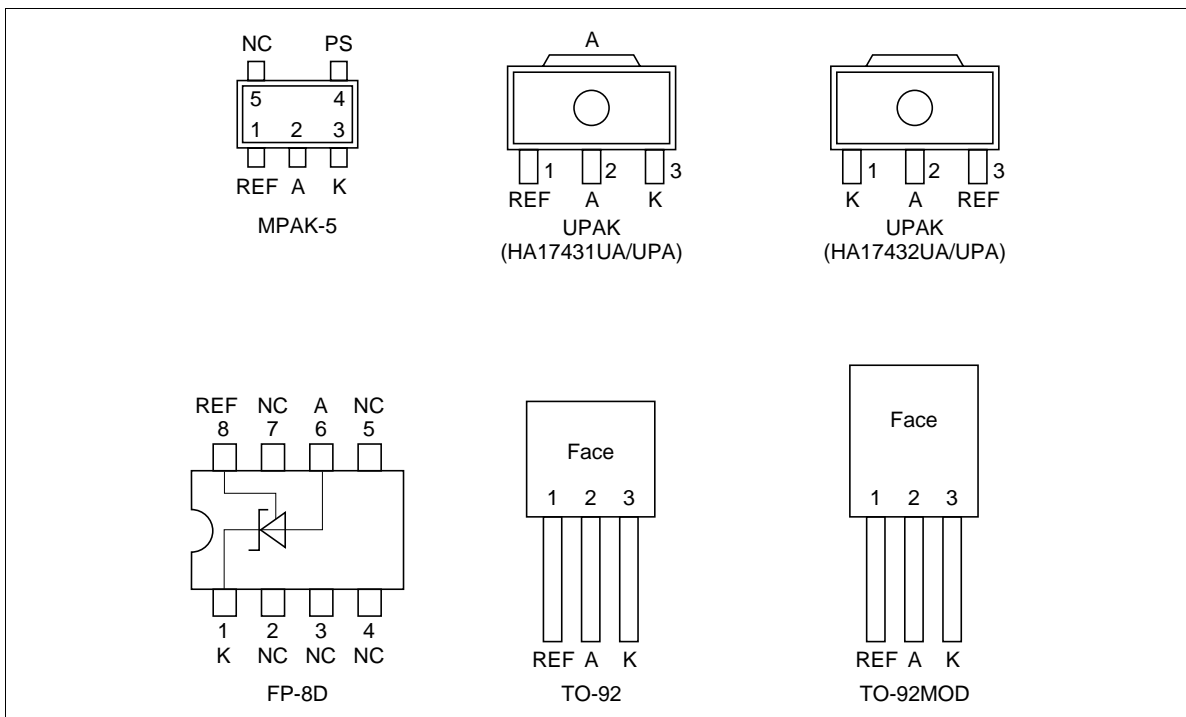 NC PS
5 4
1 2 3
REF A K
MPAK-5
A
1 2 3
REF A K
UPAK
(HA17431UA/UPA)
1 2 3
K A REF
UPAK
(HA17432UA/UPA)
REF NC A NC
8 7 6 5
1 2 3 4
K NC NC NC
FP-8D
Face
1 2 3
REF A K
TO-92
Face
1 2 3
REF A K
TO-92MOD